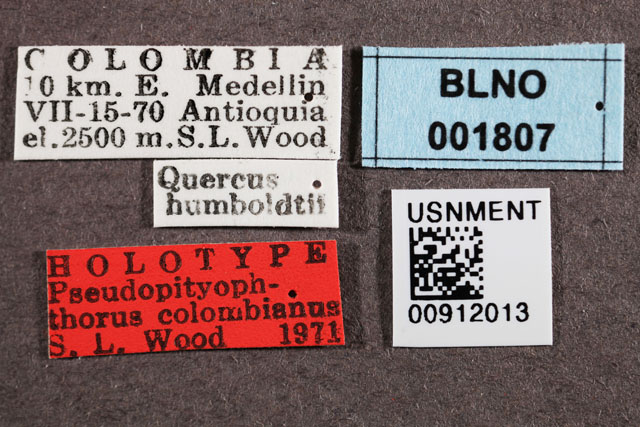 COLOMBIA
10 km. E. Medellin
VII-15-70 Antioquia
el.2500 m. S.L.Wood
BLNO
001807
Quercus
humboldtii
USNMENT
00912013
HOLOTYPE
Pseudopityoph-
thorus colombianus
S. L. Wood 1971